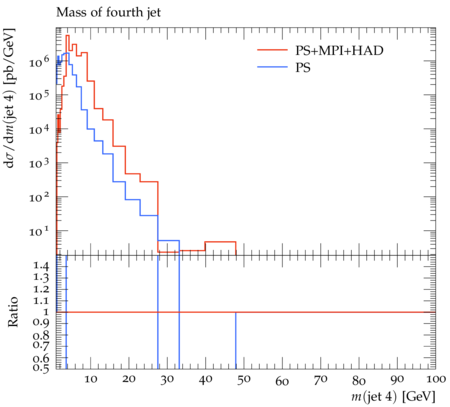 Mass of fourth jet
dσ/dm(jet 4) [pb/GeV]
PS+MPI+HAD
PS
10^6
10^5
10^4
10^3
10^2
10^1
Ratio
1.4
1.3
1.2
1.1
1
0.9
0.8
0.7
0.6
0.5
10 20 30 40 50 60 70 80 90 100
m(jet 4) [GeV]